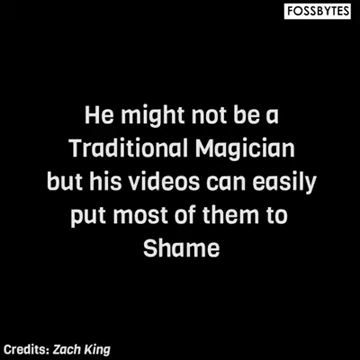 FOSSBYTES
He might not be a
Traditional Magician
but his videos can easily
put most of them to
Shame
Credits: Zach King